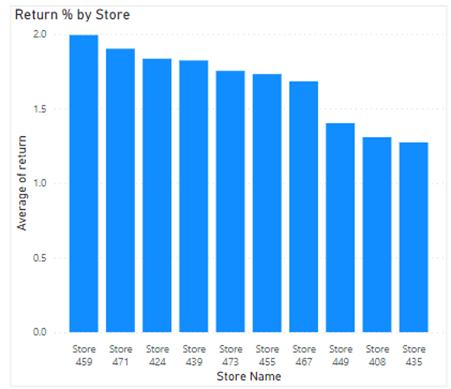 Return % by Store
2.0
1.5
1.0
0.5
0.0
Average of return
Store Store Store Store Store Store Store Store Store Store
459 471 424 439 473 455 467 449 408 435
Store Name